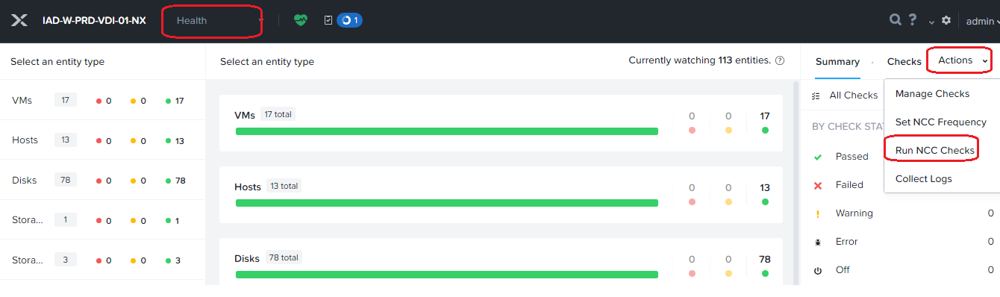 IAD-W-PRD-VDI-01-NX Health 1 ? admin
Select an entity type
VMs 17 0 0 17
Hosts 13 0 0 13
Disks 78 0 0 78
Stora... 1 0 0 1
Stora... 3 0 0 3
Select an entity type Currently watching 113 entities. ?
VMs 17 total 0 0 17
Hosts 13 total 0 0 13
Disks 78 total 0 0 78
Summary · Checks Actions
All Checks
BY CHECK STAT
Passed
Failed
Warning 0
Error 0
Off 0
Manage Checks
Set NCC Frequency
Run NCC Checks
Collect Logs